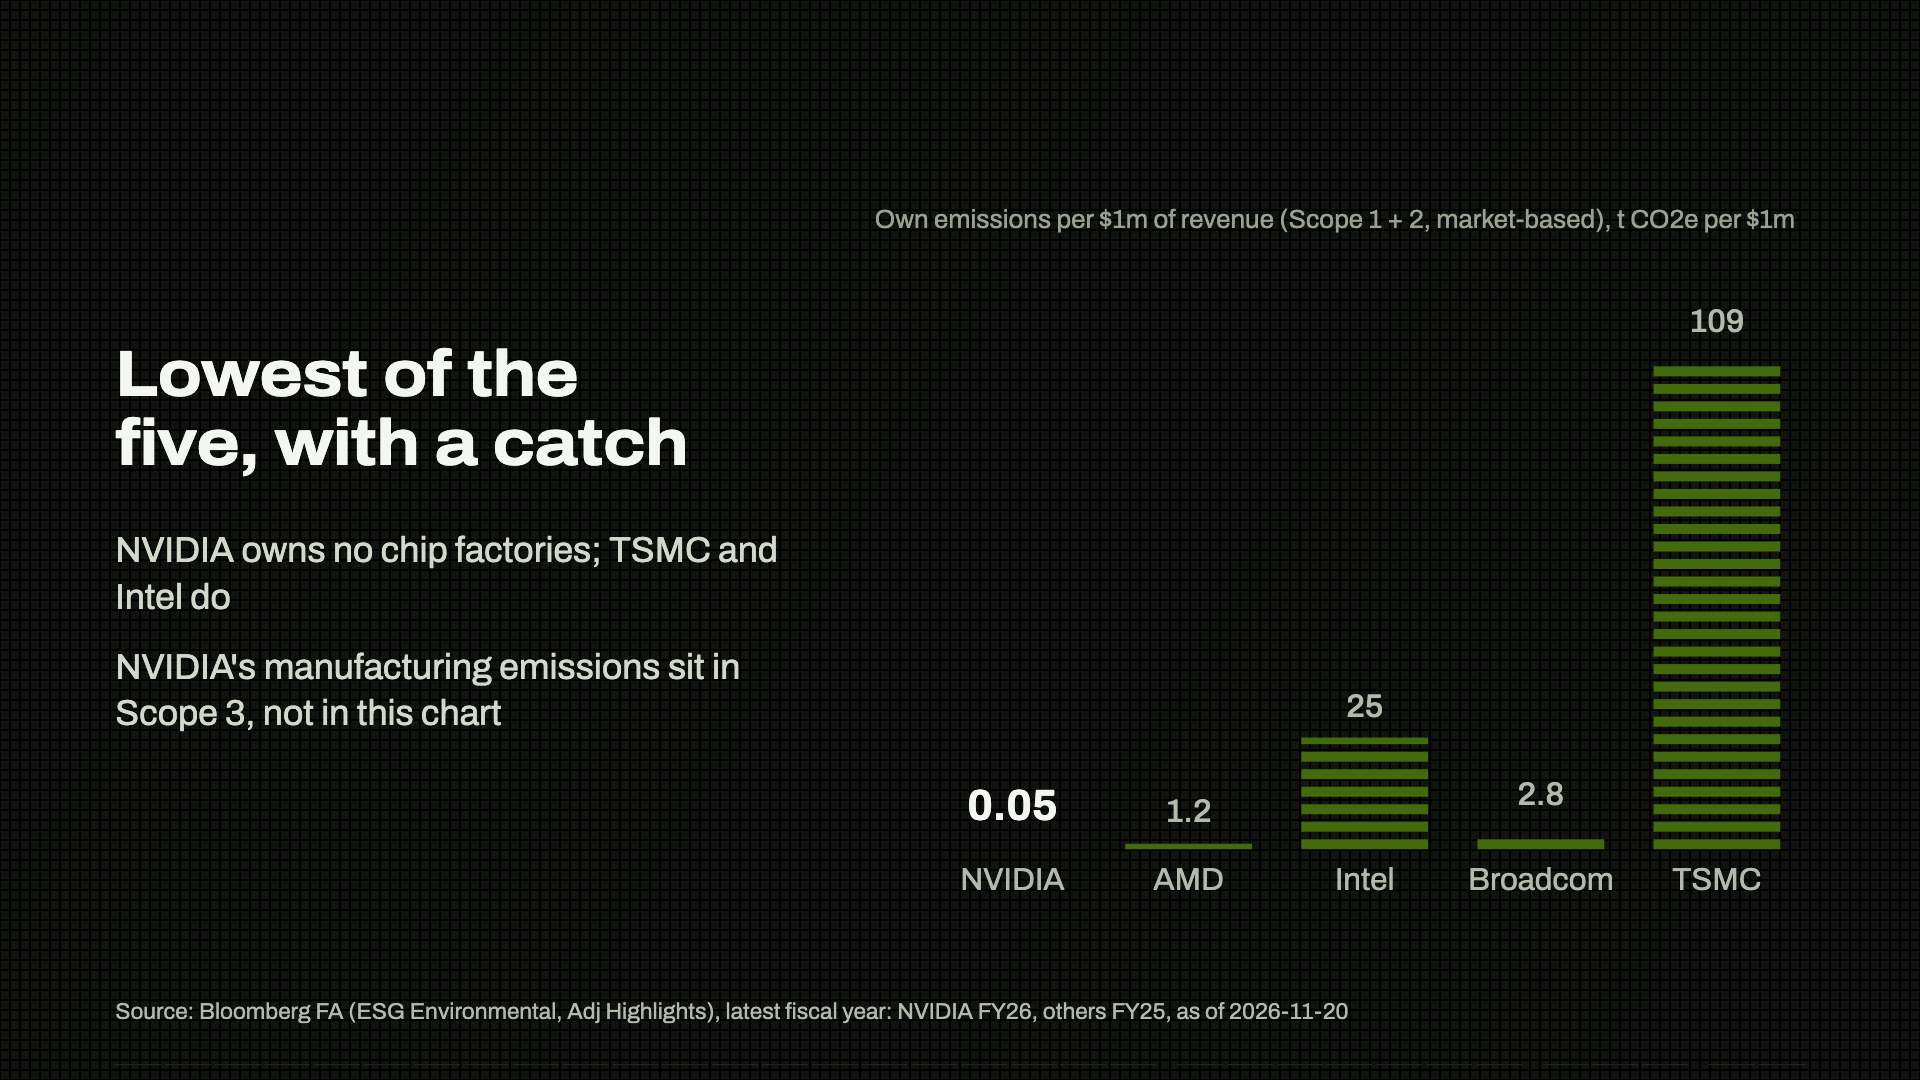 Own emissions per $1m of revenue (Scope 1 + 2, market-based), t CO2e per $1m
Lowest of the
five, with a catch
NVIDIA owns no chip factories; TSMC and
Intel do
NVIDIA's manufacturing emissions sit in
Scope 3, not in this chart
0.05
1.2
25
2.8
109
NVIDIA
AMD
Intel
Broadcom
TSMC
Source: Bloomberg FA (ESG Environmental, Adj Highlights), latest fiscal year: NVIDIA FY26, others FY25, as of 2026-11-20